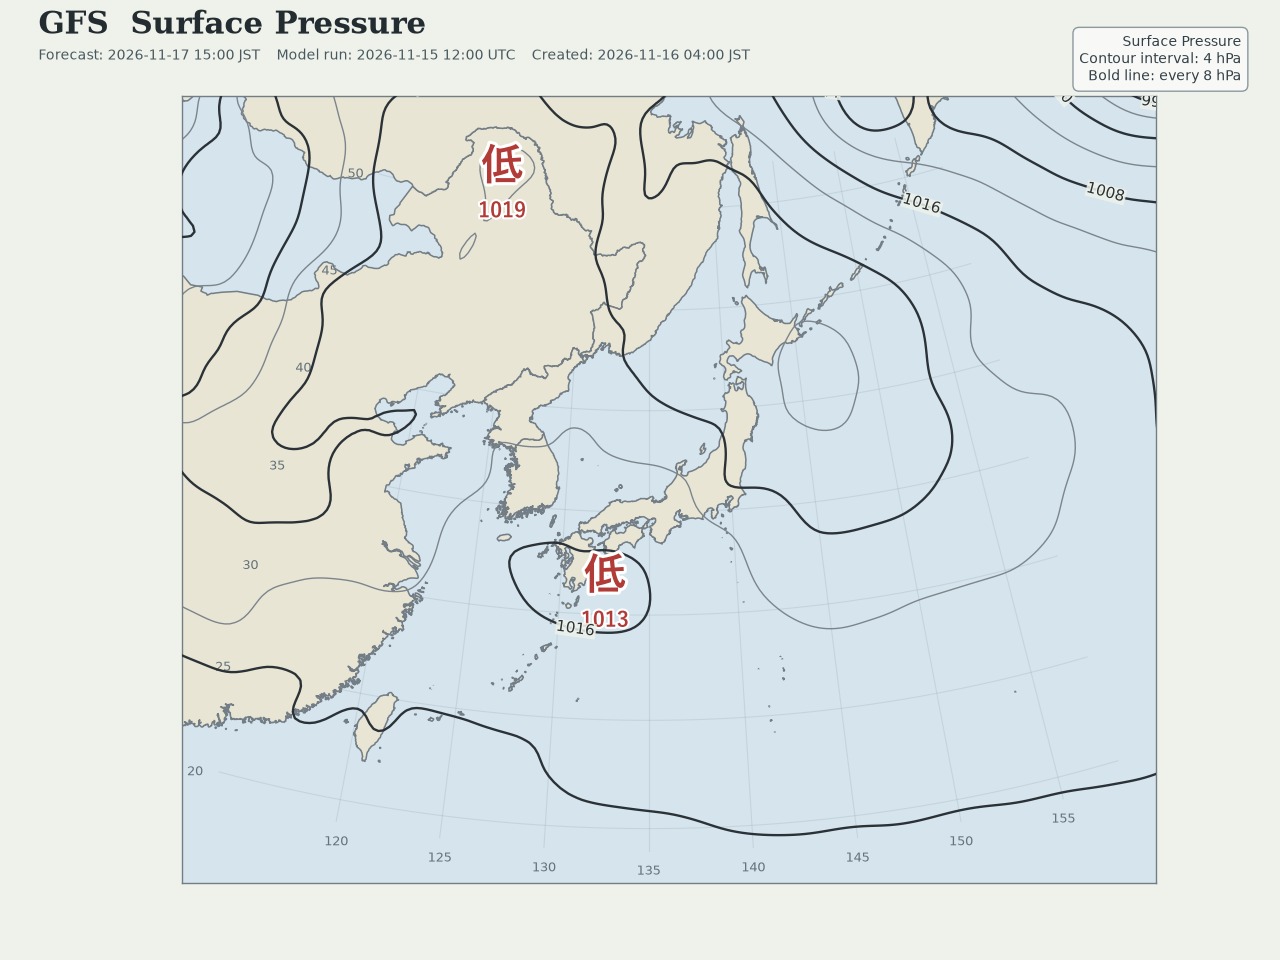 GFS  Surface Pressure
Forecast: 2026-11-17 15:00 JST    Model run: 2026-11-15 12:00 UTC    Created: 2026-11-16 04:00 JST
Surface Pressure
Contour interval: 4 hPa
Bold line: every 8 hPa
50
低
1019
1008
1016
45
40
35
30
低
1013
1016
25
20
120
125
130
135
140
145
150
155